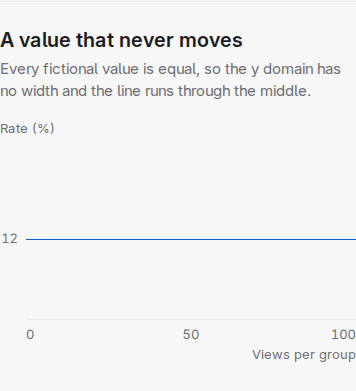 A value that never moves
Every fictional value is equal, so the y domain has
no width and the line runs through the middle.
Rate (%)
12
0 50 100
Views per group